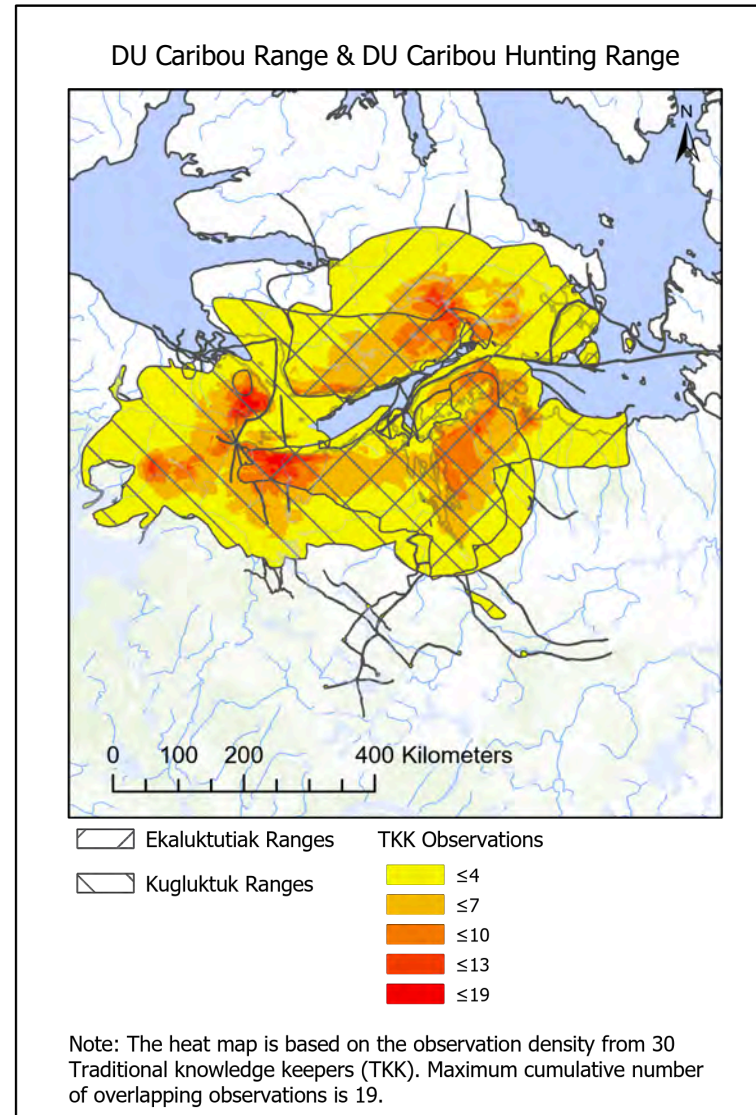 DU Caribou Range & DU Caribou Hunting Range
N
0 100 200 400 Kilometers
Ekaluktutiak Ranges
Kugluktuk Ranges
TKK Observations
≤4
≤7
≤10
≤13
≤19
Note: The heat map is based on the observation density from 30
Traditional knowledge keepers (TKK). Maximum cumulative number
of overlapping observations is 19.